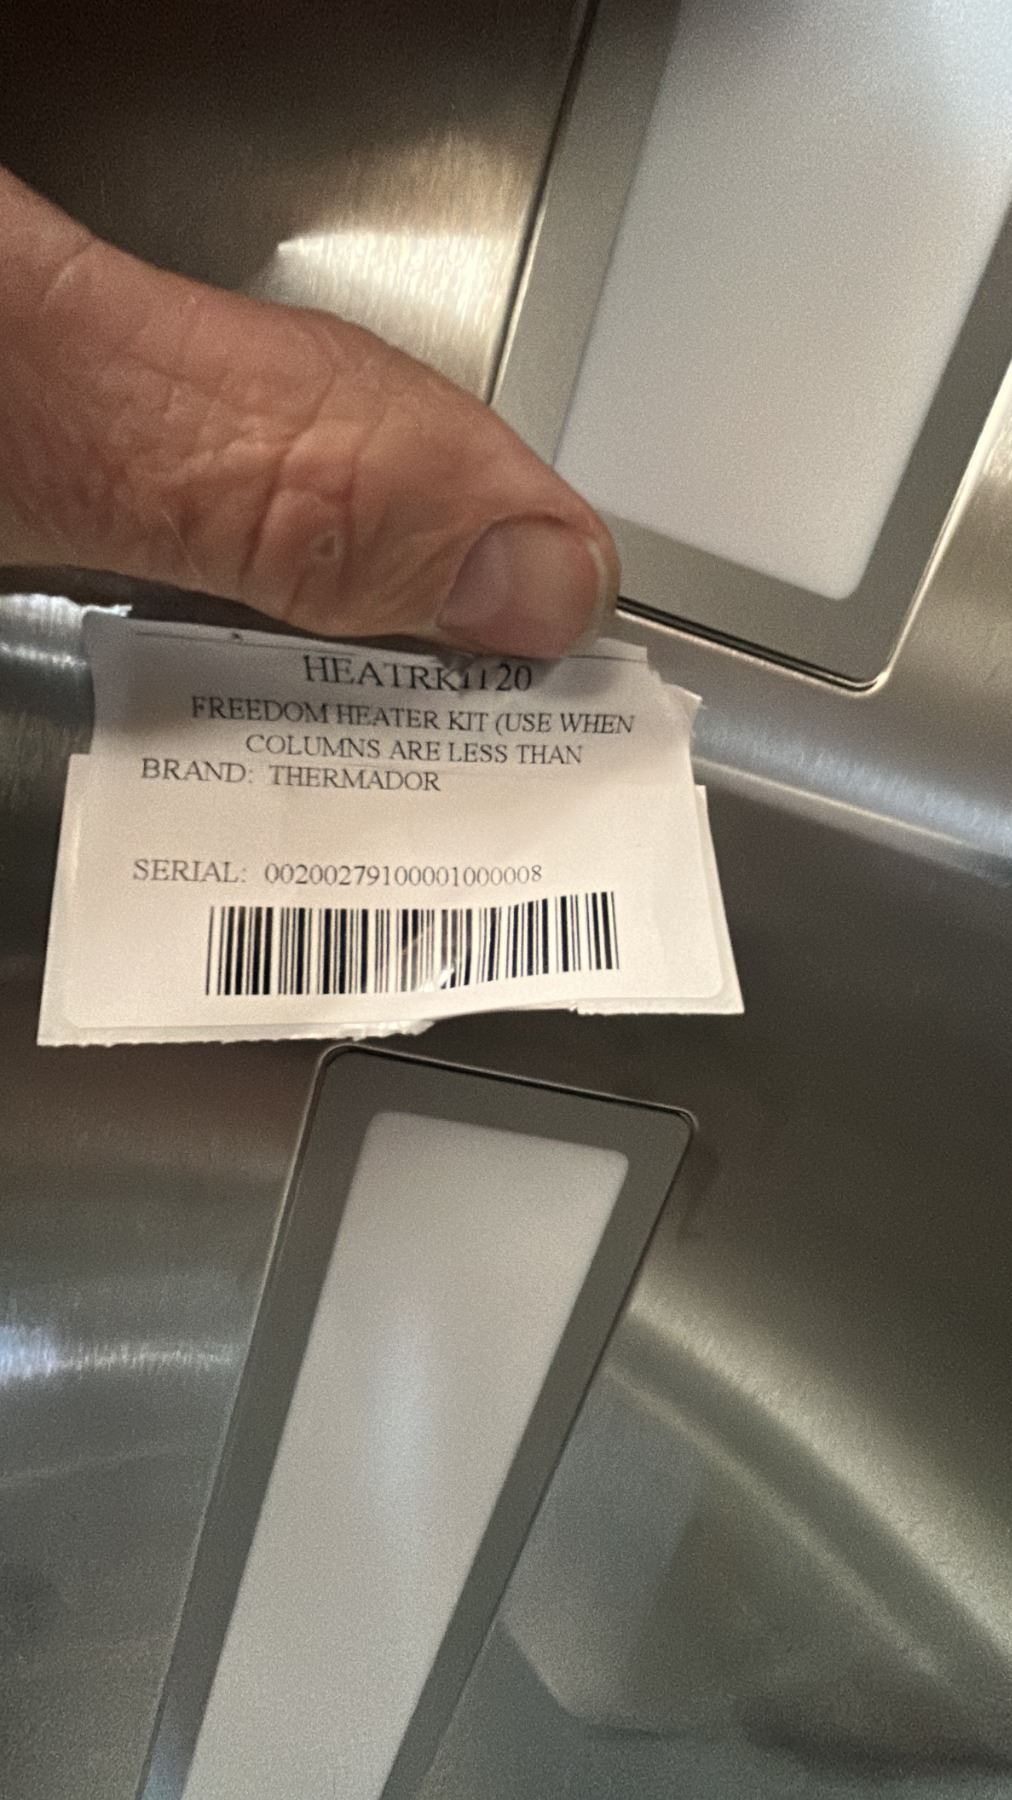 HEATRKIT20
FREEDOM HEATER KIT (USE WHEN
COLUMNS ARE LESS THAN
BRAND: THERMADOR
SERIAL: 00200279100001000008